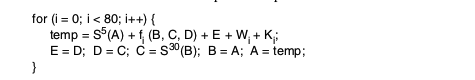 for (i = 0; i < 80; i++) {
temp = S⁵(A) + fᵢ (B, C, D) + E + Wᵢ + Kᵢ;
E = D; D = C; C = S³⁰(B); B = A; A = temp;
}